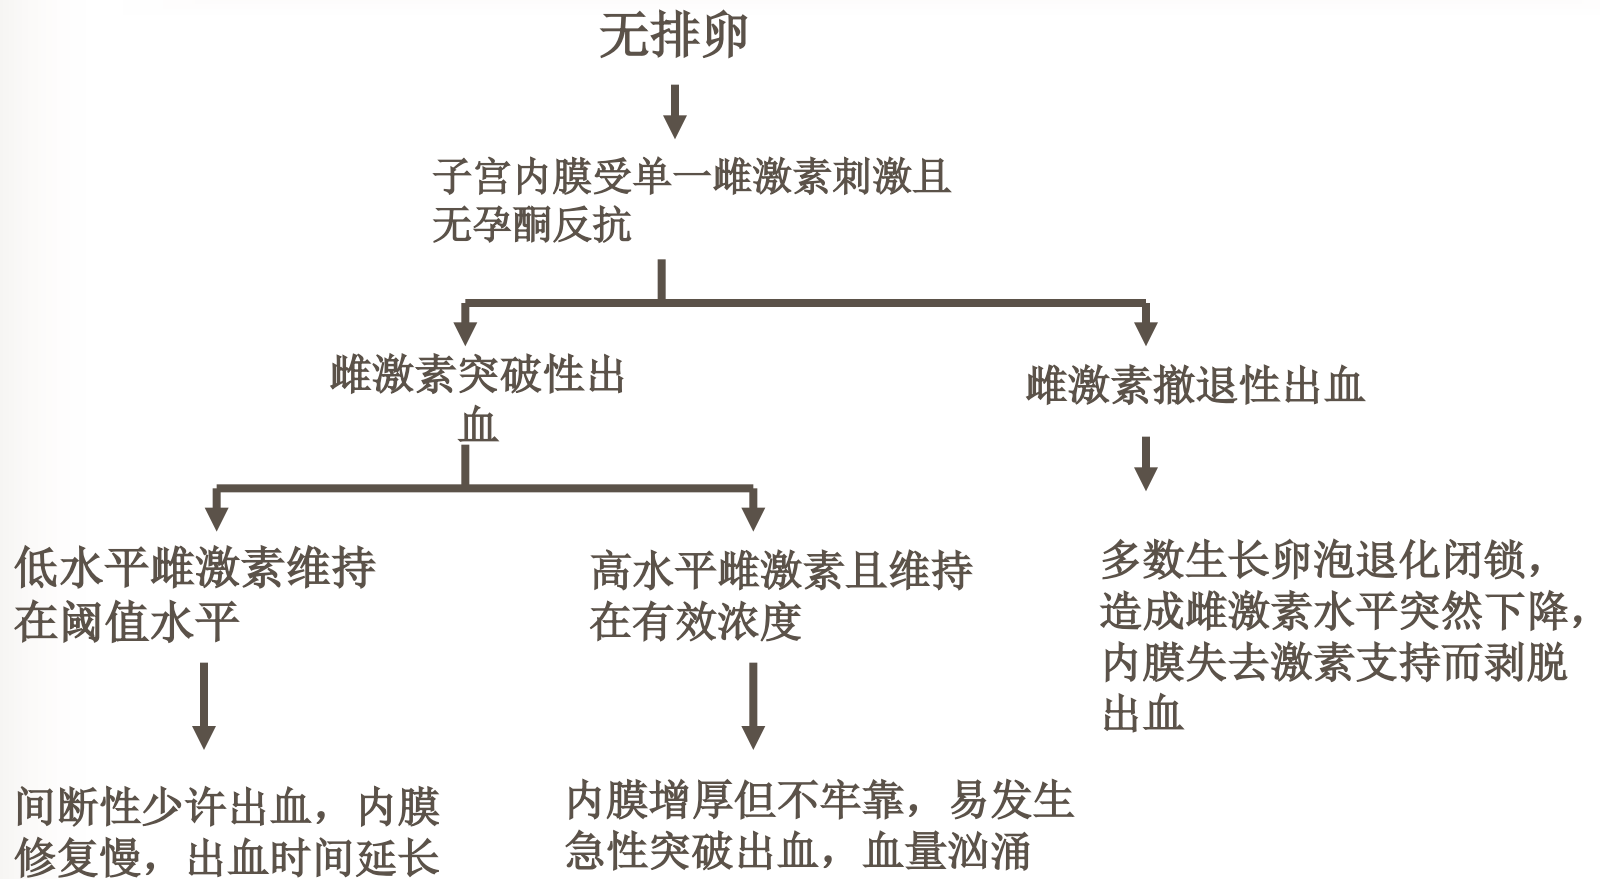 无排卵
子宫内膜受单一雌激素刺激且
无孕酮反抗
雌激素突破性出
血
雌激素撤退性出血
低水平雌激素维持
在阈值水平
高水平雌激素且维持
在有效浓度
多数生长卵泡退化闭锁，
造成雌激素水平突然下降，
内膜失去激素支持而剥脱
出血
间断性少许出血，内膜
修复慢，出血时间延长
内膜增厚但不牢靠，易发生
急性突破出血，血量汹涌